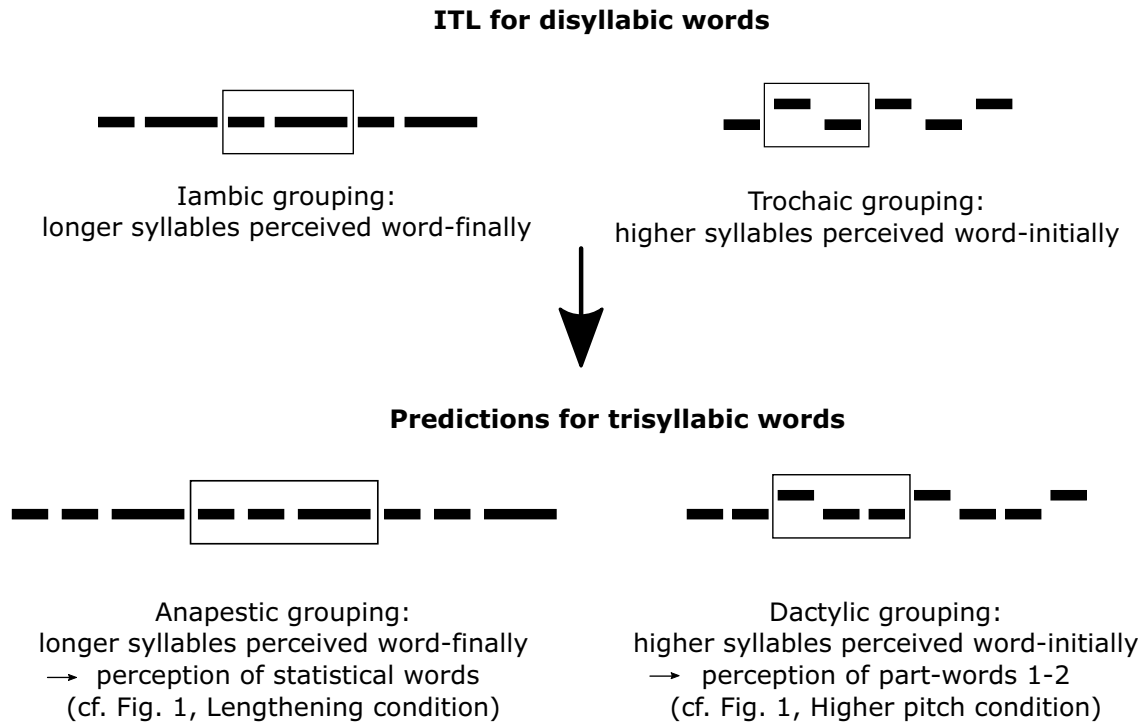 ITL for disyllabic words
Iambic grouping:
longer syllables perceived word-finally
Trochaic grouping:
higher syllables perceived word-initially
Predictions for trisyllabic words
Anapestic grouping:
longer syllables perceived word-finally
→ perception of statistical words
(cf. Fig. 1, Lengthening condition)
Dactylic grouping:
higher syllables perceived word-initially
→ perception of part-words 1-2
(cf. Fig. 1, Higher pitch condition)